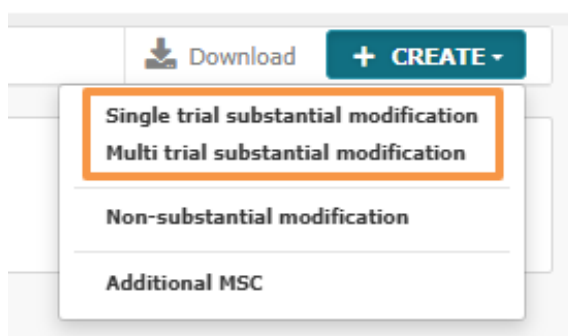 Download
+ CREATE
Single trial substantial modification
Multi trial substantial modification
Non-substantial modification
Additional MSC